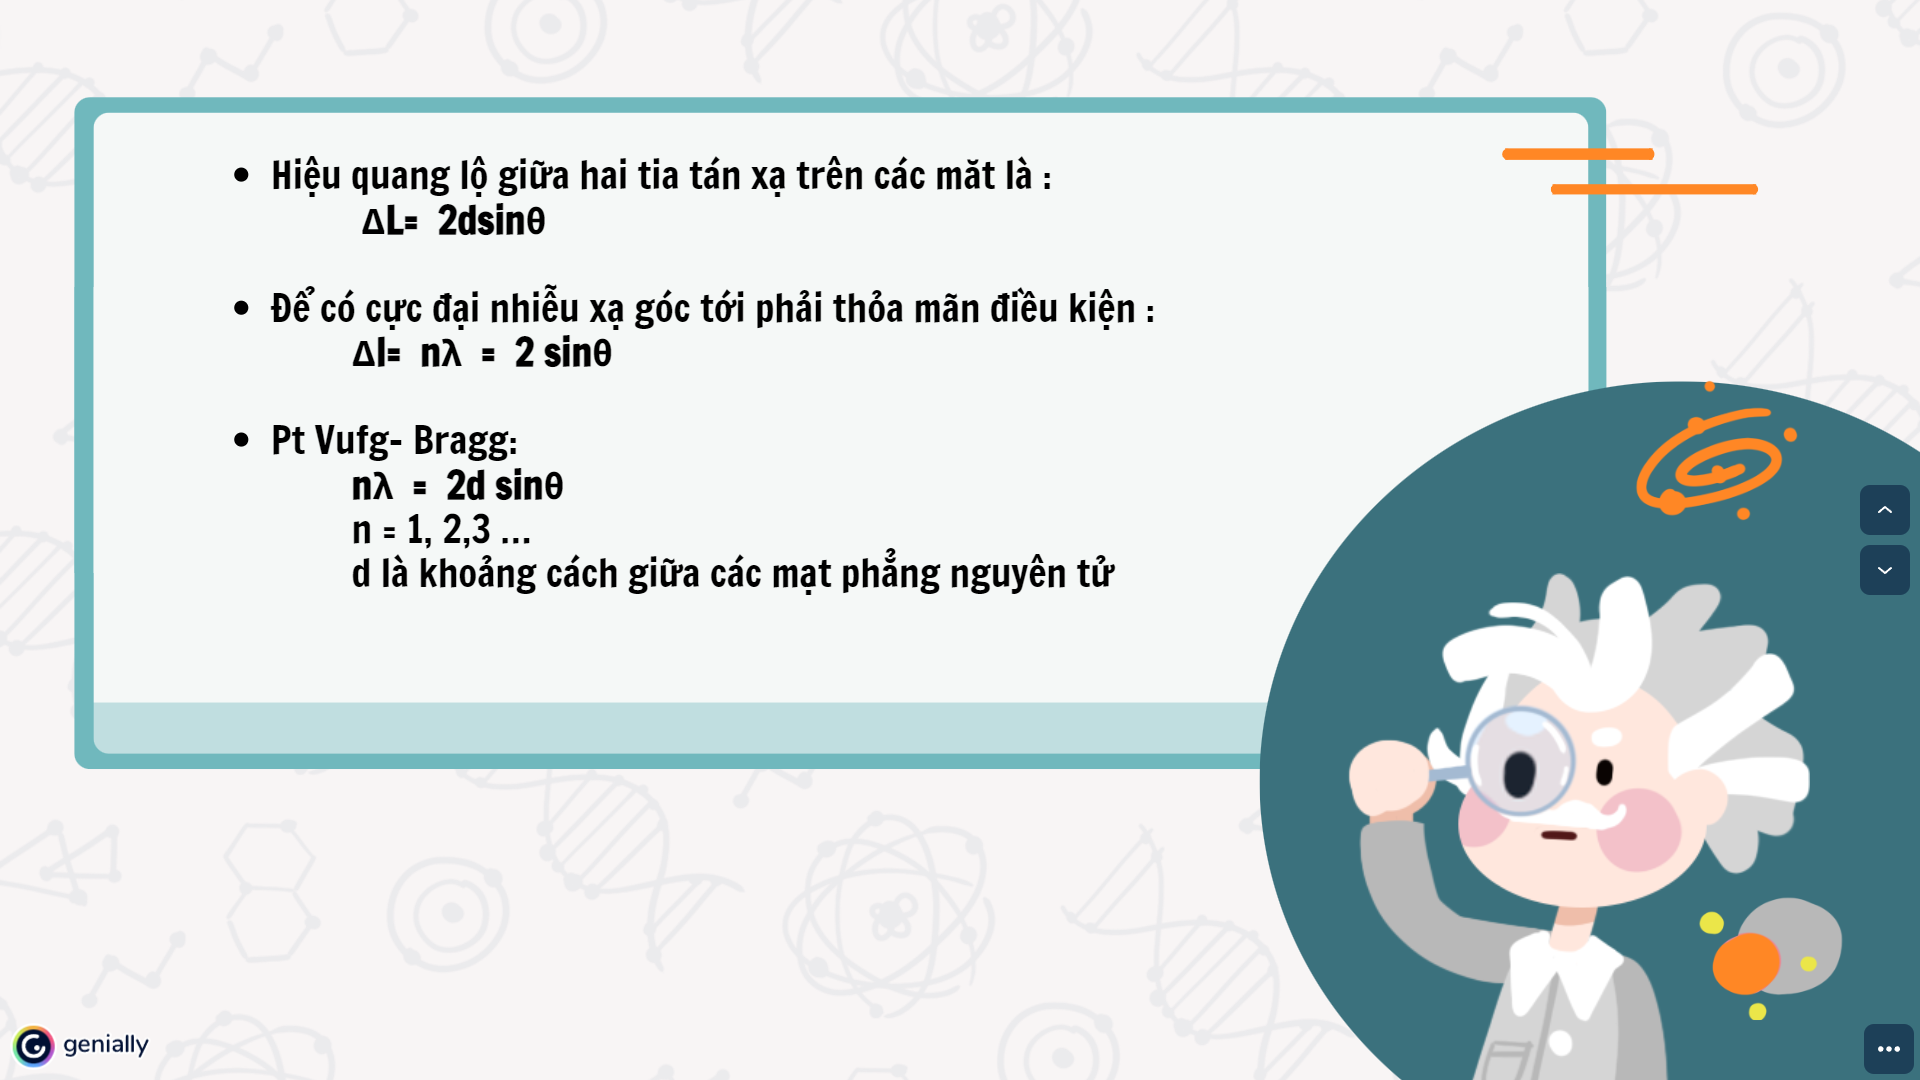 Hiệu quang lộ giữa hai tia tán xạ trên các măt là :
ΔL= 2dsinθ
Để có cực đại nhiễu xạ góc tới phải thỏa mãn điều kiện :
Δl= nλ = 2 sinθ
Pt Vufg- Bragg:
nλ = 2d sinθ
n = 1, 2,3 ...
d là khoảng cách giữa các mạt phẳng nguyên tử
genially